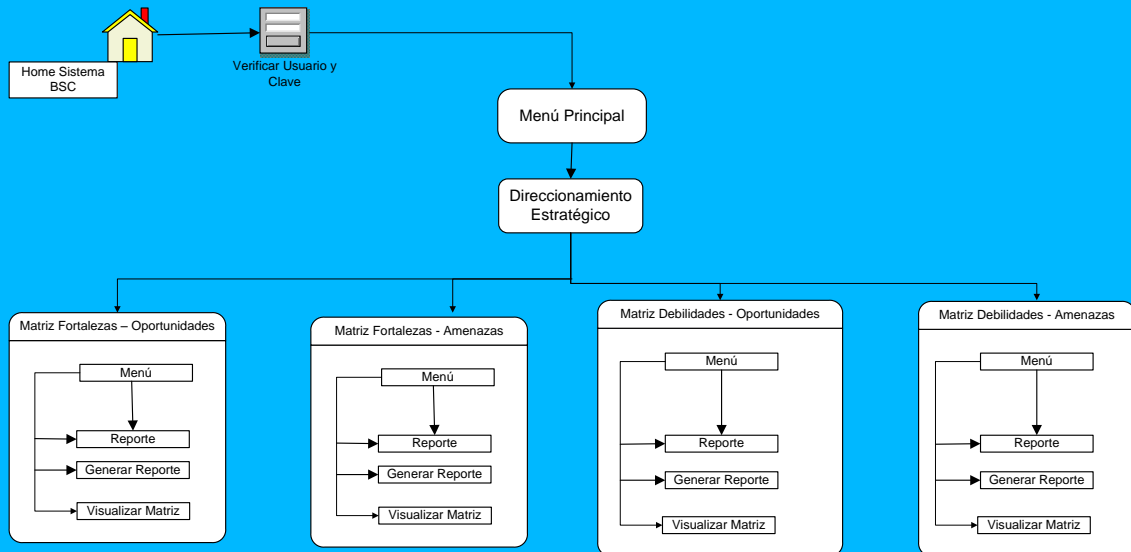 Home Sistema
BSC
Verificar Usuario y
Clave
Menú Principal
Direccionamiento
Estratégico
Matriz Fortalezas – Oportunidades
Menú
Reporte
Generar Reporte
Visualizar Matriz
Matriz Fortalezas - Amenazas
Menú
Reporte
Generar Reporte
Visualizar Matriz
Matriz Debilidades - Oportunidades
Menú
Reporte
Generar Reporte
Visualizar Matriz
Matriz Debilidades - Amenazas
Menú
Reporte
Generar Reporte
Visualizar Matriz